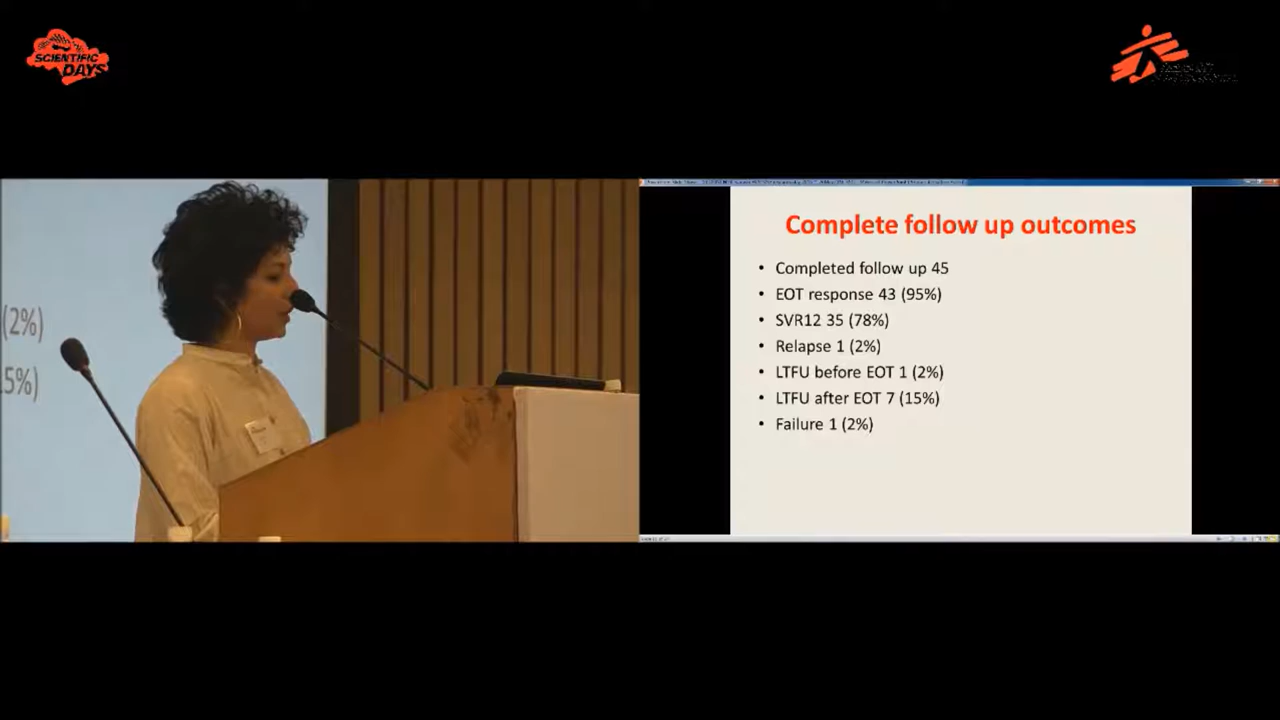 SCIENTIFIC
DAYS
(2%)
5%)
Complete follow up outcomes
• Completed follow up 45
• EOT response 43 (95%)
• SVR12 35 (78%)
• Relapse 1 (2%)
• LTFU before EOT 1 (2%)
• LTFU after EOT 7 (15%)
• Failure 1 (2%)